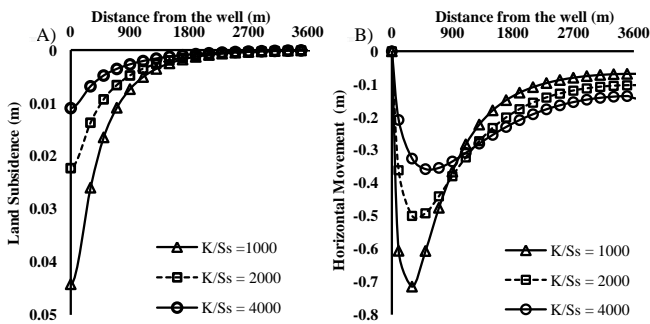 Distance from the well (m)
0 900 1800 2700 3600
A)
0
0.01
0.02
0.03
0.04
0.05
Land Subsidence (m)
K/Ss =1000
K/Ss =2000
K/Ss =4000
Distance from the well (m)
0 900 1800 2700 3600
B)
0
-0.1
-0.2
-0.3
-0.4
-0.5
-0.6
-0.7
-0.8
Horizontal Movement (m)
K/Ss = 1000
K/Ss = 2000
K/Ss = 4000